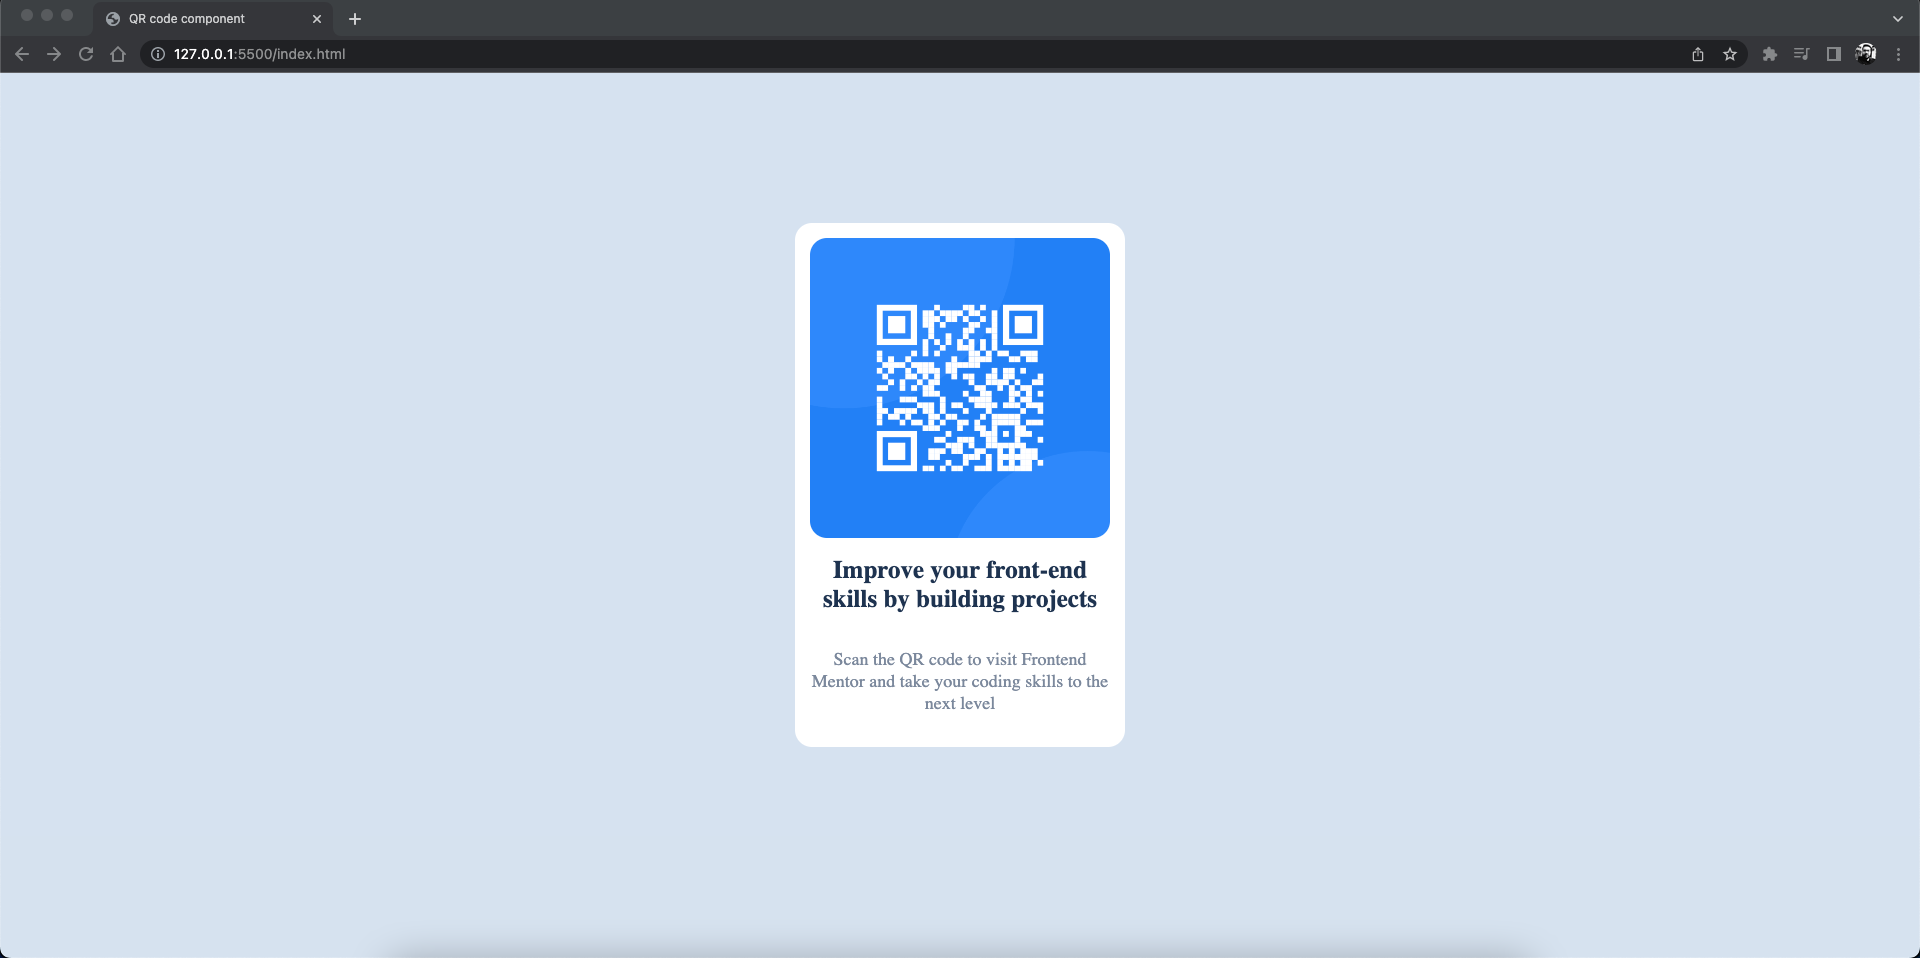 QR code component
127.0.0.1:5500/index.html
Improve your front-end
skills by building projects
Scan the QR code to visit Frontend
Mentor and take your coding skills to the
next level